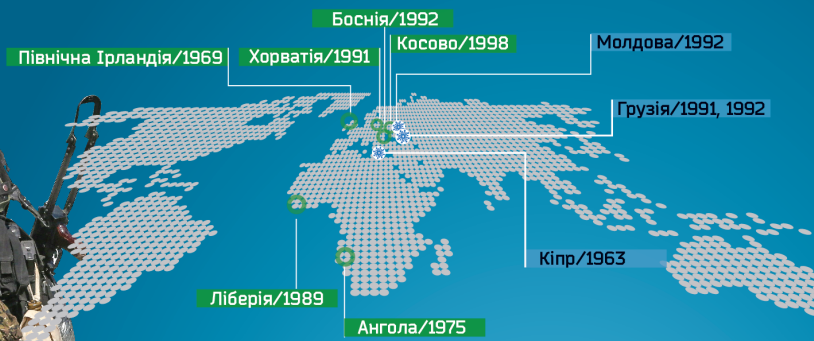 Боснія/1992
Косово/1998
Молдова/1992
Північна Ірландія/1969
Хорватія/1991
Грузія/1991, 1992
Кіпр/1963
Ліберія/1989
Ангола/1975